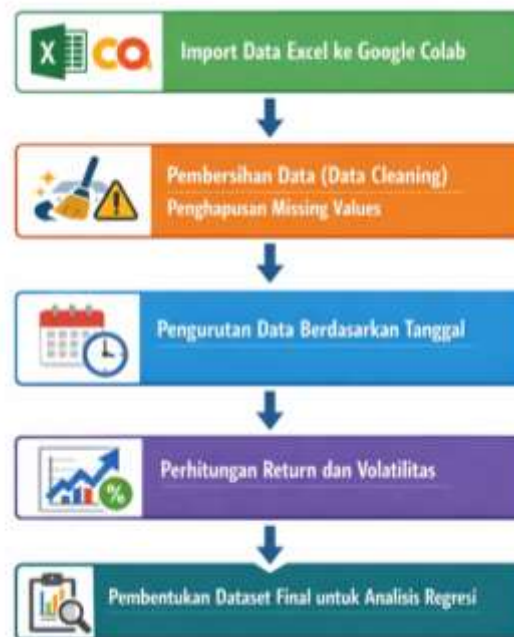 X
CO
Import Data Excel ke Google Colab
Pembersihan Data (Data Cleaning)
Penghapusan Missing Values
Pengurutan Data Berdasarkan Tanggal
%
Perhitungan Return dan Volatilitas
Pembentukan Dataset Final untuk Analisis Regresi